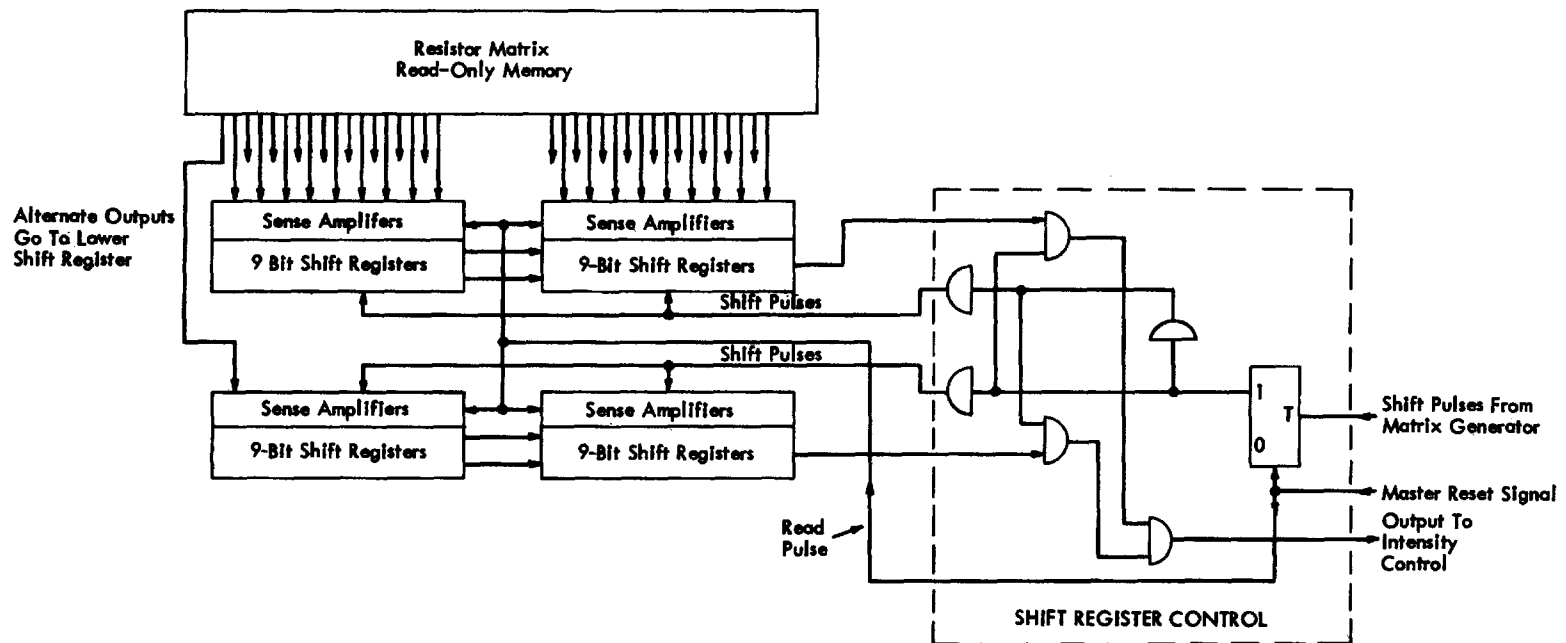 Resistor Matrix
Read-Only Memory
Alternate Outputs
Go To Lower
Shift Register
Sense Amplifers
9 Bit Shift Registers
Sense Amplifiers
9-Bit Shift Registers
Shift Pulses
Shift Pulses
Sense Amplifiers
9-Bit Shift Registers
Sense Amplifiers
9-Bit Shift Registers
1
T
0
Shift Pulses From
Matrix Generator
Master Reset Signal
Output To
Intensity
Control
Read
Pulse
SHIFT REGISTER CONTROL